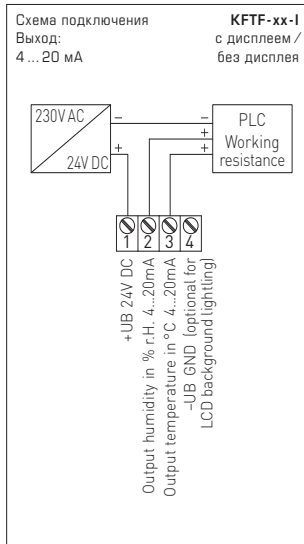 Схема подключения KFTF-xx-I
Выход: с дисплеем /
4 ... 20 мА без дисплея
230V AC
24V DC
–
+
–
+
+
PLC
Working
resistance
1 2 3 4
+UB 24V DC
Output humidity in % r.H. 4...20mA
Output temperature in °C 4...20mA
–UB GND (optional for
LCD background lightling)